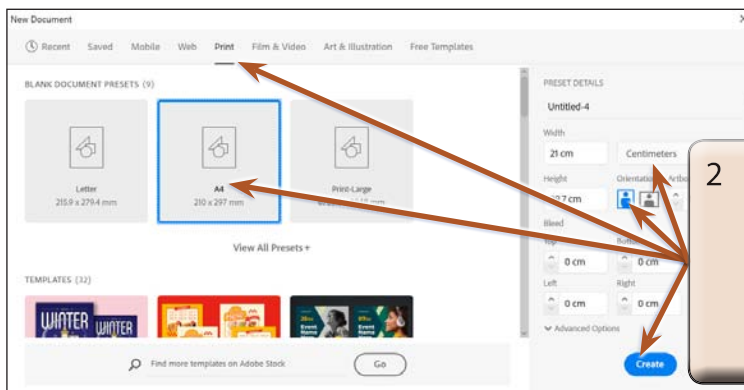 New Document
Recent Saved Mobile Web Print Film & Video Art & Illustration Free Templates
BLANK DOCUMENT PRESETS (9)
Letter
215.9 x 279.4 mm
A4
210 x 297 mm
Print-Large
View All Presets +
TEMPLATES (32)
WINTER WINTER
Event
Name
Event
Name
Find more templates on Adobe Stock
Go
PRESET DETAILS
Untitled-4
Width
21 cm Centimeters
Height Orientation
cm
Bleed
Top
0 cm 0 cm
Left Right
0 cm 0 cm
Advanced Options
Create
2